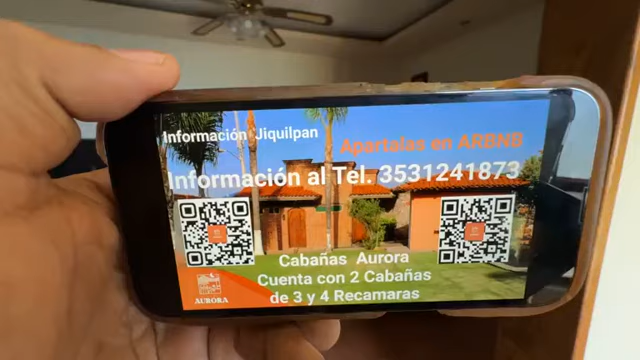 Información Jiquilpan
Apartalas en ARBNB
Información al Tel. 3531241873
Cabañas Aurora
Cuenta con 2 Cabañas
de 3 y 4 Recamaras
AURORA